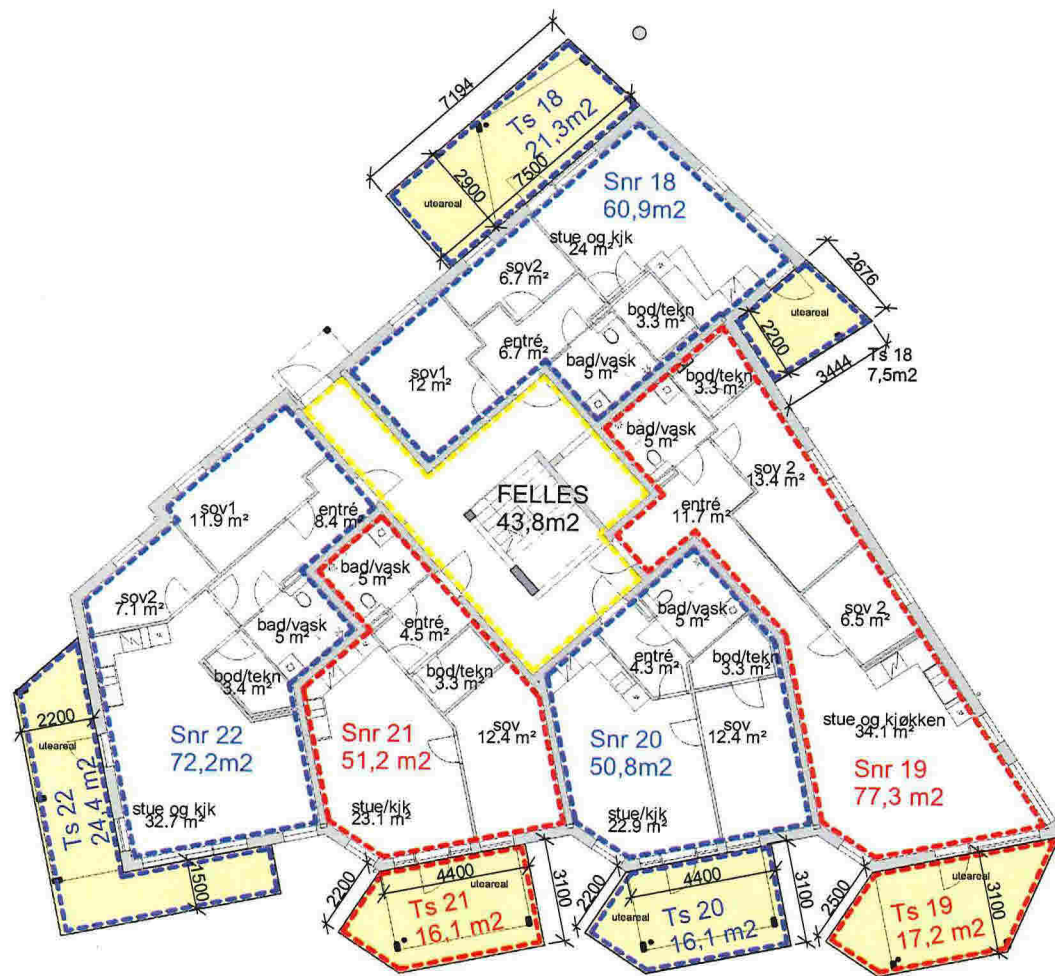 7194
Ts 18
21,3m2
7500
2900
uteareal
Snr 18
60,9m2
stue og kjk
24 m²
sov2
6.7 m²
bod/tekn
3.3 m²
entré
6.7 m²
bad/vask
5 m²
sov1
12 m²
2676
uteareal
2200
3444
Ts 18
7,5m2
bod/tekn
3.3 m²
bad/vask
5 m²
sov 2
13.4 m²
entré
11.7 m²
FELLES
43,8m2
sov1
11.9 m²
entré
8.4 m²
bad/vask
5 m²
sov2
7.1 m²
bad/vask
5 m²
entré
4.5 m²
bod/tekn
3.4 m²
bod/tekn
3.3 m²
bad/vask
5 m²
entré
4.3 m²
bod/tekn
3.3 m²
sov 2
6.5 m²
2200
uteareal
Ts 22
24,4 m2
Snr 22
72,2m2
stue og kjk
32.7 m²
1500
Snr 21
51,2 m2
sov
12.4 m²
stue/kjk
23.1 m²
Snr 20
50,8m2
sov
12.4 m²
stue/kjk
22.9 m²
stue og kjøkken
34.1 m²
Snr 19
77,3 m2
2200
4400
3100
uteareal
Ts 21
16,1 m2
2200
4400
3100
uteareal
Ts 20
16,1 m2
2500
uteareal
3100
Ts 19
17,2 m2